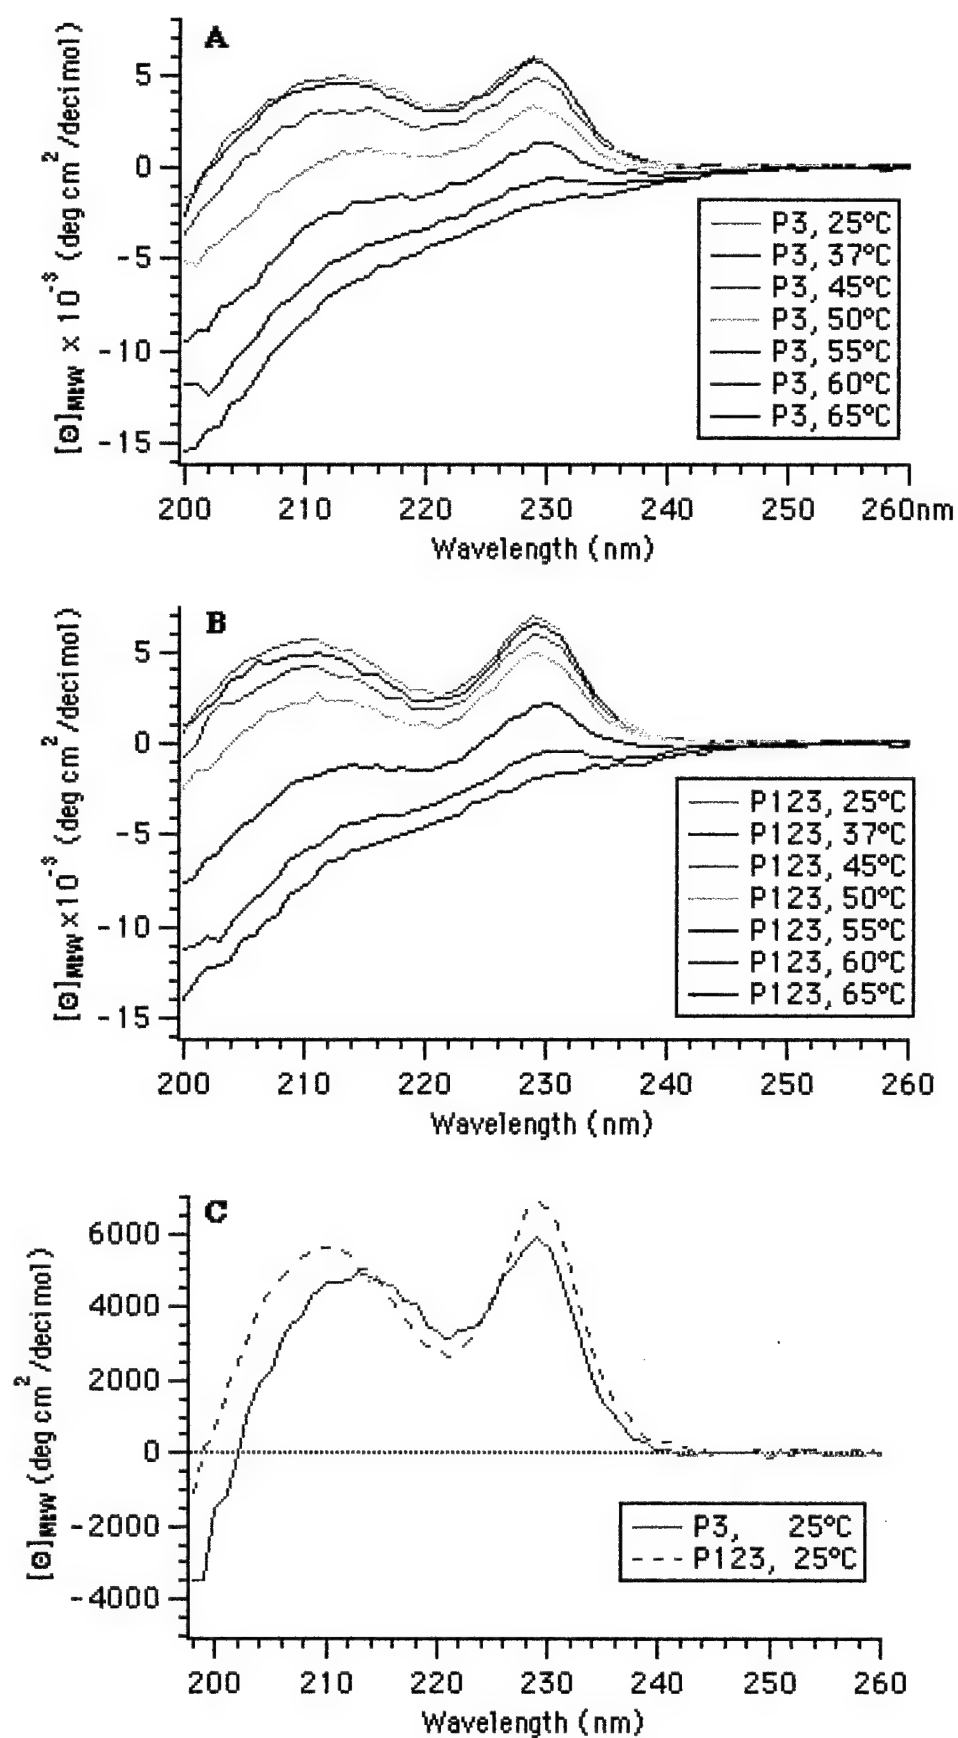 A
[Θ]MRW x 10⁻³ (deg cm²/decimol)
5
0
-5
-10
-15
P3, 25°C
P3, 37°C
P3, 45°C
P3, 50°C
P3, 55°C
P3, 60°C
P3, 65°C
200 210 220 230 240 250 260nm
Wavelength (nm)
B
[Θ]MRW x10⁻³ (deg cm²/decimol)
5
0
-5
-10
-15
P123, 25°C
P123, 37°C
P123, 45°C
P123, 50°C
P123, 55°C
P123, 60°C
P123, 65°C
200 210 220 230 240 250 260
Wavelength (nm)
C
[Θ]MRW (deg cm²/decimol)
6000
4000
2000
0
-2000
-4000
P3, 25°C
P123, 25°C
200 210 220 230 240 250 260
Wavelength (nm)